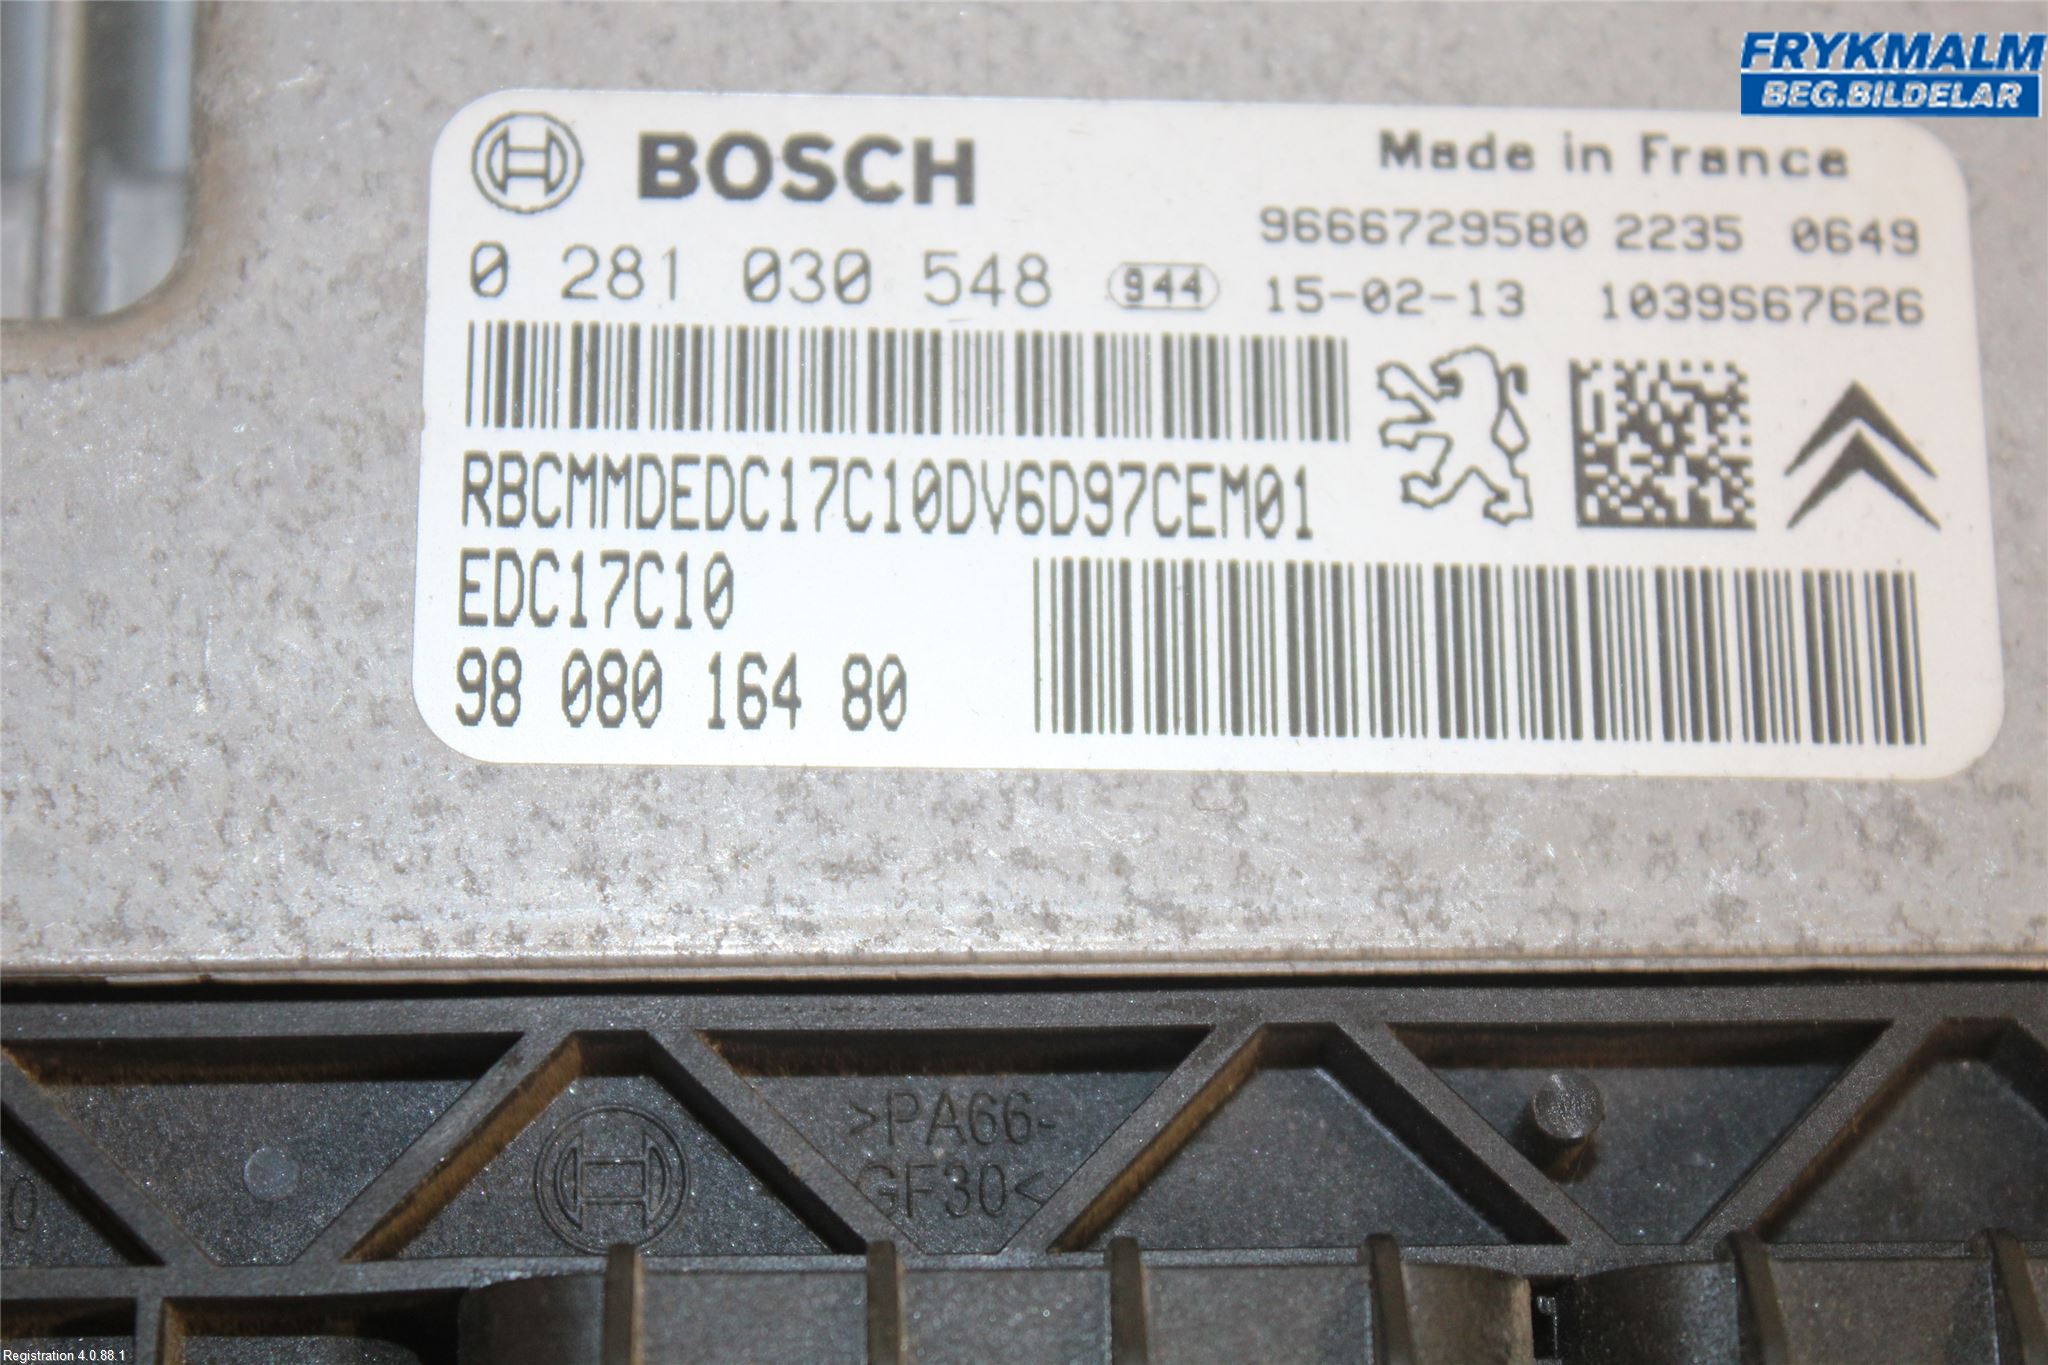 FRYKMALM
BEG.BILDELAR
BOSCH
Made in France
9666729580 2235 0649
0 281 030 548 944 15-02-13 1039S67626
RBCMMDEDC17C10DV6D97CEM01
EDC17C10
98 080 164 80
>PA66-
GF30<
0
Registration 4.0.88.1